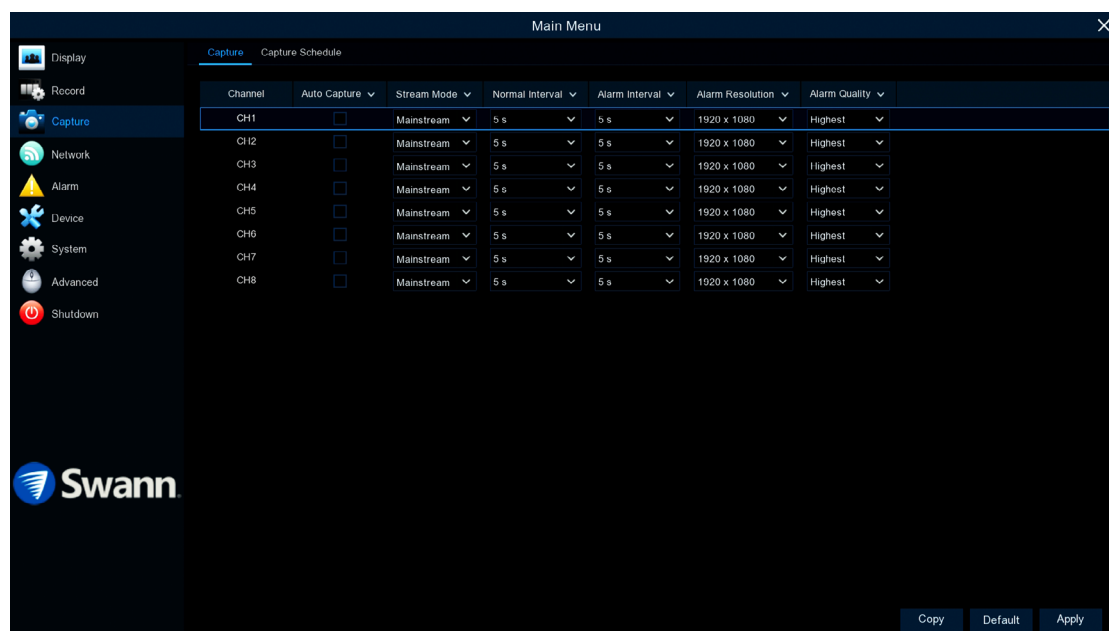 Main Menu
Display
Record
Capture
Network
Alarm
Device
System
Advanced
Shutdown
Swann
Capture Capture Schedule
Channel Auto Capture Stream Mode Normal Interval Alarm Interval Alarm Resolution Alarm Quality
CH1 Mainstream 5 s 5 s 1920 x 1080 Highest
CH2 Mainstream 5 s 5 s 1920 x 1080 Highest
CH3 Mainstream 5 s 5 s 1920 x 1080 Highest
CH4 Mainstream 5 s 5 s 1920 x 1080 Highest
CH5 Mainstream 5 s 5 s 1920 x 1080 Highest
CH6 Mainstream 5 s 5 s 1920 x 1080 Highest
CH7 Mainstream 5 s 5 s 1920 x 1080 Highest
CH8 Mainstream 5 s 5 s 1920 x 1080 Highest
Copy Default Apply